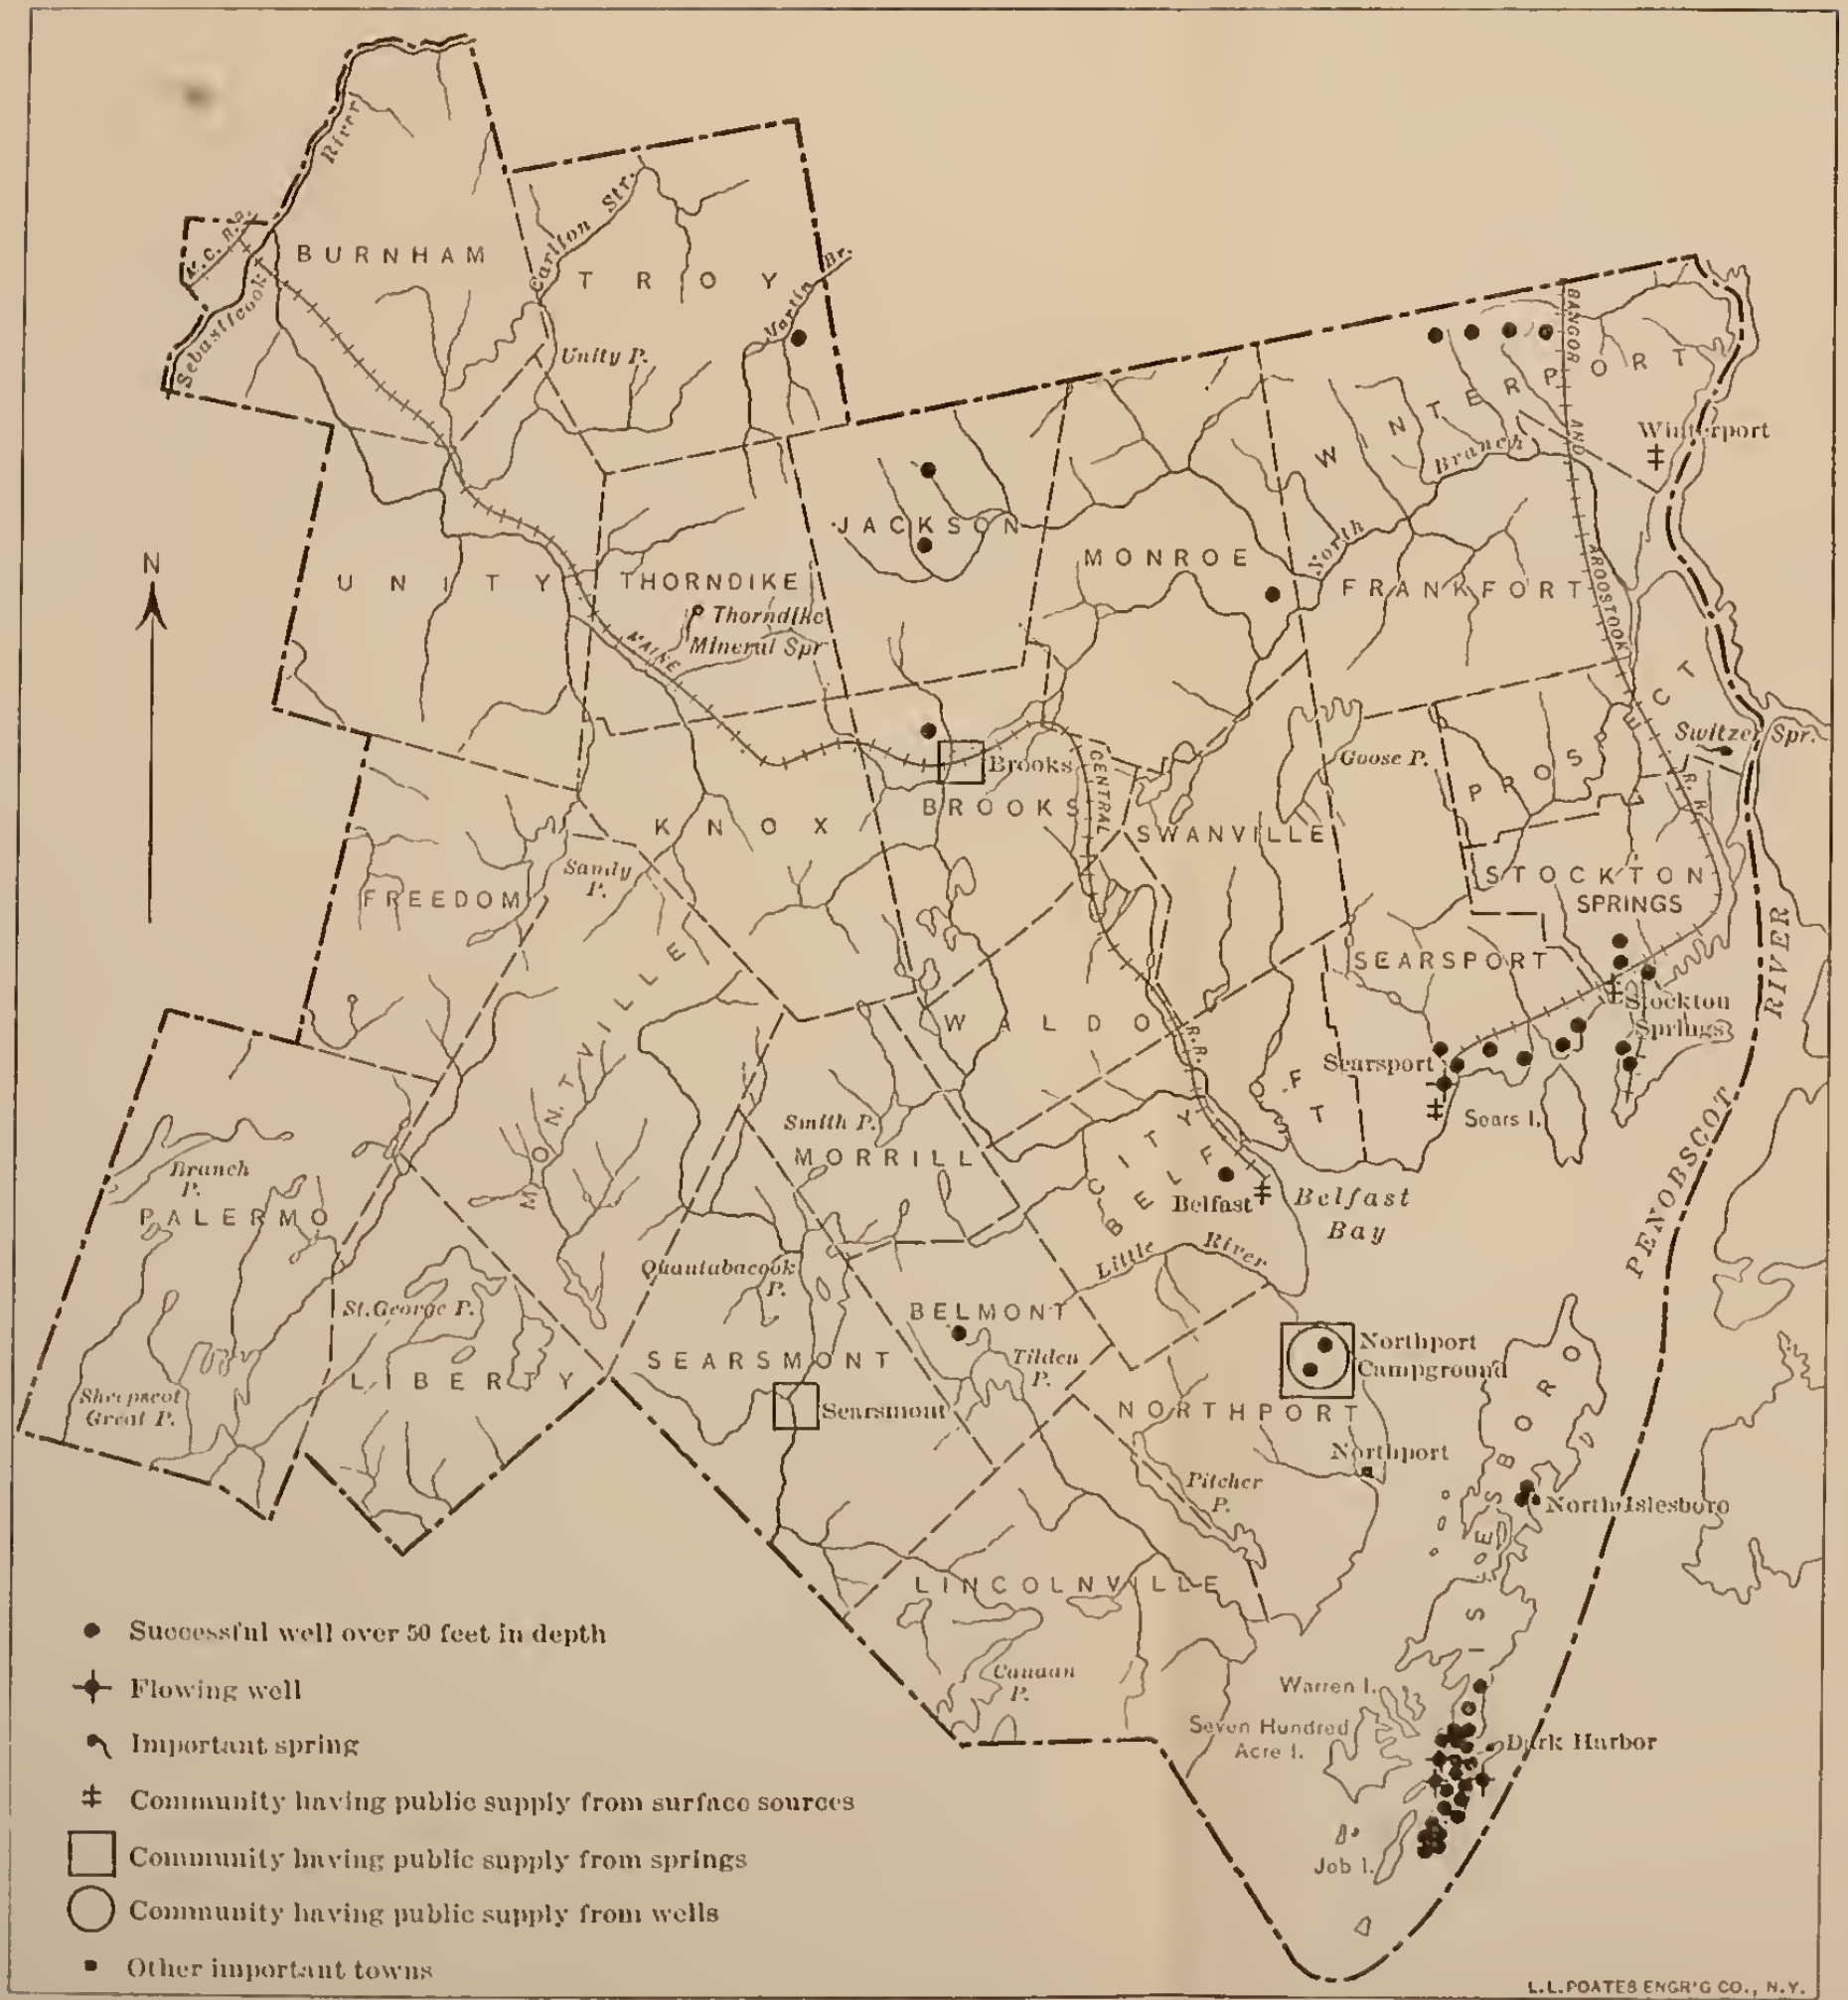 River
M. C. R. R.
BURNHAM
Sebasticook
Carlton Str.
TROY
Martin Br.
Unity P.
BANGOR AND AROOSTOOK R. R.
WINTERPORT
Winterport
North Branch
N
JACKSON
MONROE
FRANKFORT
UNITY
THORNDIKE
Thorndike
Mineral Spr.
MAINE CENTRAL R.R.
PROSPECT
Switzer Spr.
Goose P.
Brooks
BROOKS
KNOX
SWANVILLE
Sandy
P.
FREEDOM
STOCKTON
SPRINGS
SEARSPORT
MONTVILLE
WALDO
Stockton
Springs
Searsport
Sears I.
PENOBSCOT RIVER
Smith P.
MORRILL
CITY
BELFAST
Belfast
Belfast
Bay
Branch
P.
PALERMO
Little River
Quantabacook
P.
St. George P.
BELMONT
Northport
Campground
SEARSMONT
Tilden
P.
LIBERTY
Sheepscot
Great P.
Searsmont
NORTHPORT
Northport
Pitcher
P.
ISLESBORO
North Islesboro
LINCOLNVILLE
Canaan
P.
Warren I.
Seven Hundred
Acre I.
Dark Harbor
Job I.
Successful well over 50 feet in depth
Flowing well
Important spring
Community having public supply from surface sources
Community having public supply from springs
Community having public supply from wells
Other important towns
L.L. POATES ENGR'G CO., N.Y.